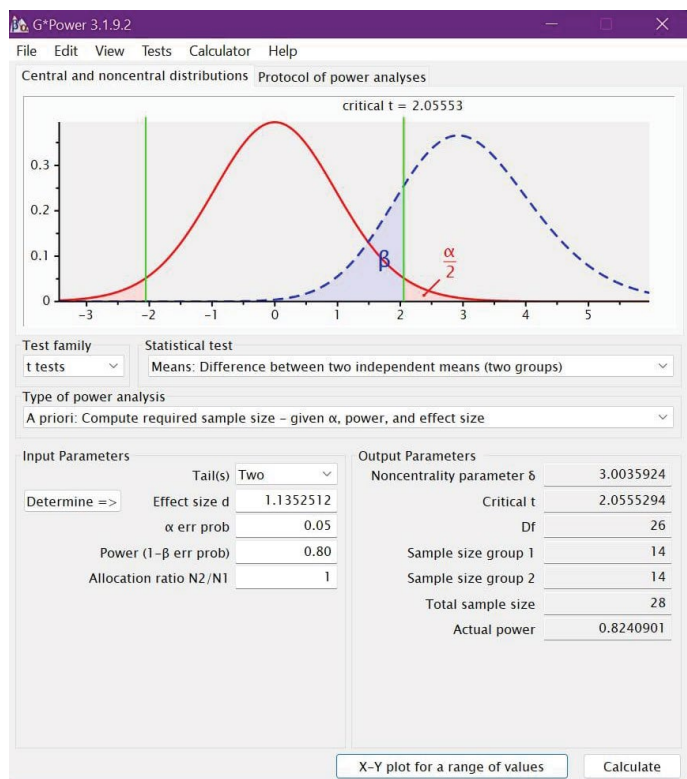 G*Power 3.1.9.2
File Edit View Tests Calculator Help
Central and noncentral distributions Protocol of power analyses
critical t = 2.05553
0.3
0.2
0.1
0
β
α
2
-3 -2 -1 0 1 2 3 4 5
Test family Statistical test
t tests Means: Difference between two independent means (two groups)
Type of power analysis
A priori: Compute required sample size – given α, power, and effect size
Input Parameters Output Parameters
Tail(s) Two Noncentrality parameter δ 3.0035924
Determine => Effect size d 1.1352512 Critical t 2.0555294
α err prob 0.05 Df 26
Power (1-β err prob) 0.80 Sample size group 1 14
Allocation ratio N2/N1 1 Sample size group 2 14
Total sample size 28
Actual power 0.8240901
X-Y plot for a range of values Calculate